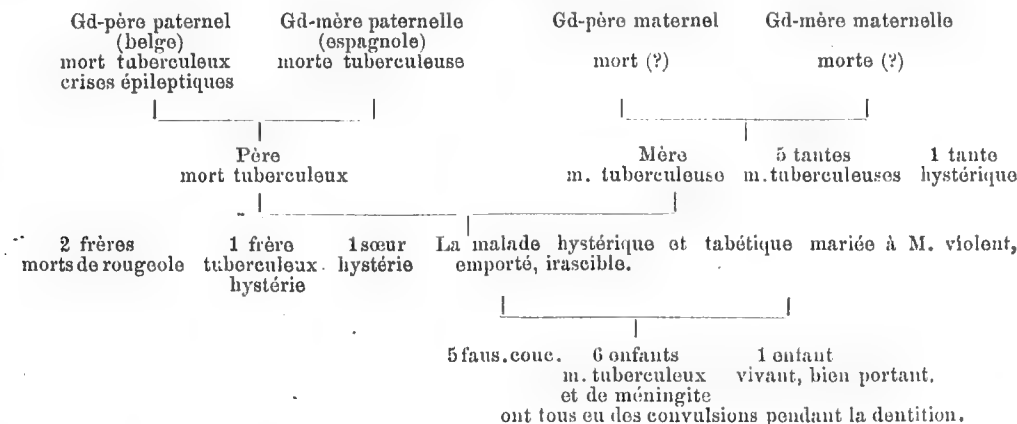 Gd-père paternel Gd-mère paternelle Gd-père maternel Gd-mère maternelle
(belge) (espagnole)
mort tuberculeux morte tuberculeuse mort (?) morte (?)
crises épileptiques
Père Mère 5 tantes 1 tante
mort tuberculeux m. tuberculeuse m. tuberculeuses hystérique
2 frères 1 frère 1 sœur La malade hystérique et tabétique mariée à M. violent,
morts de rougeole tuberculeux hystérie emporté, irascible.
hystérie
5 faus. couc. 6 enfants 1 enfant
m. tuberculeux vivant, bien portant.
et de méningite
ont tous eu des convulsions pendant la dentition.